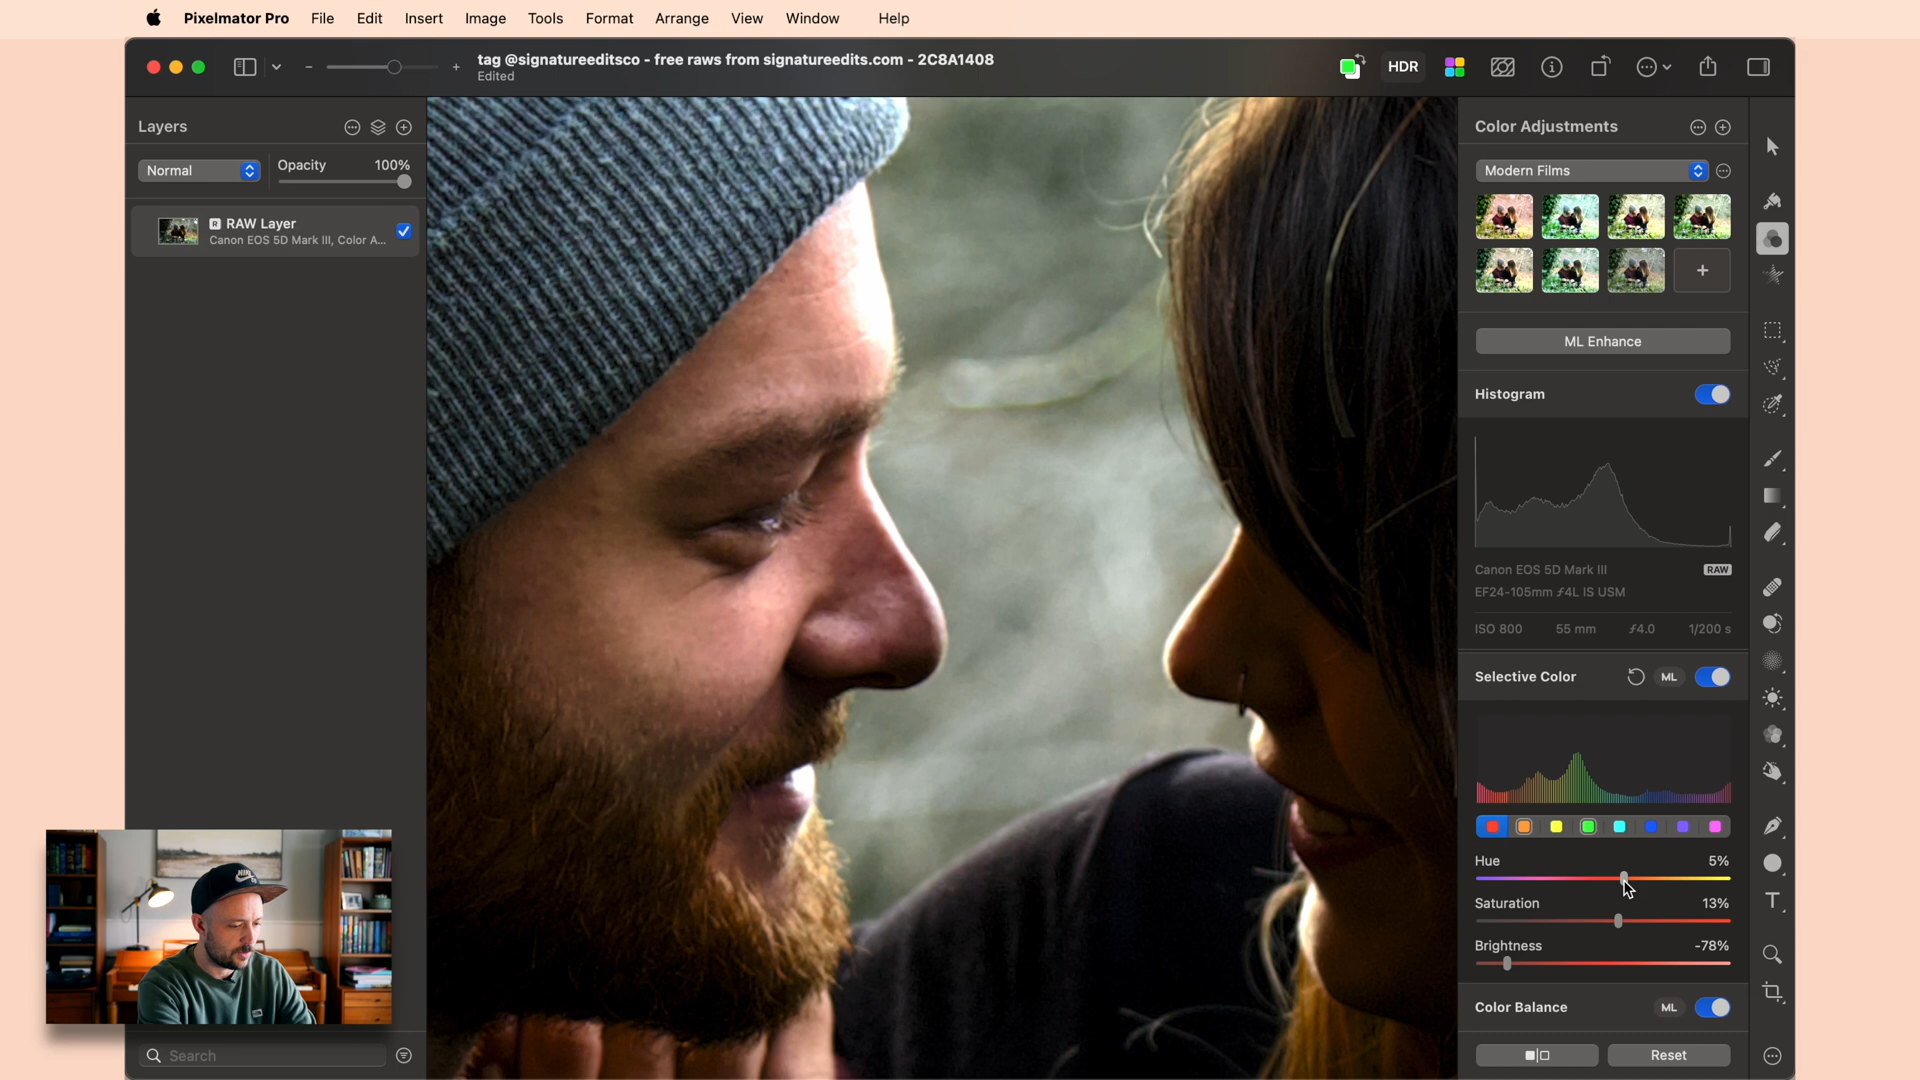 Pixelmator Pro File Edit Insert Image Tools Format Arrange View Window Help
tag @signatureeditsco - free raws from signatureedits.com - 2C8A1408
Edited
HDR
Layers
Normal
Opacity 100%
R RAW Layer
Canon EOS 5D Mark III, Color A...
Search
Color Adjustments
Modern Films
ML Enhance
Histogram
Canon EOS 5D Mark III RAW
EF24-105mm ƒ4L IS USM
ISO 800 55 mm ƒ4.0 1/200 s
Selective Color ML
Hue 5%
Saturation 13%
Brightness -78%
Color Balance ML
Reset
NIKE